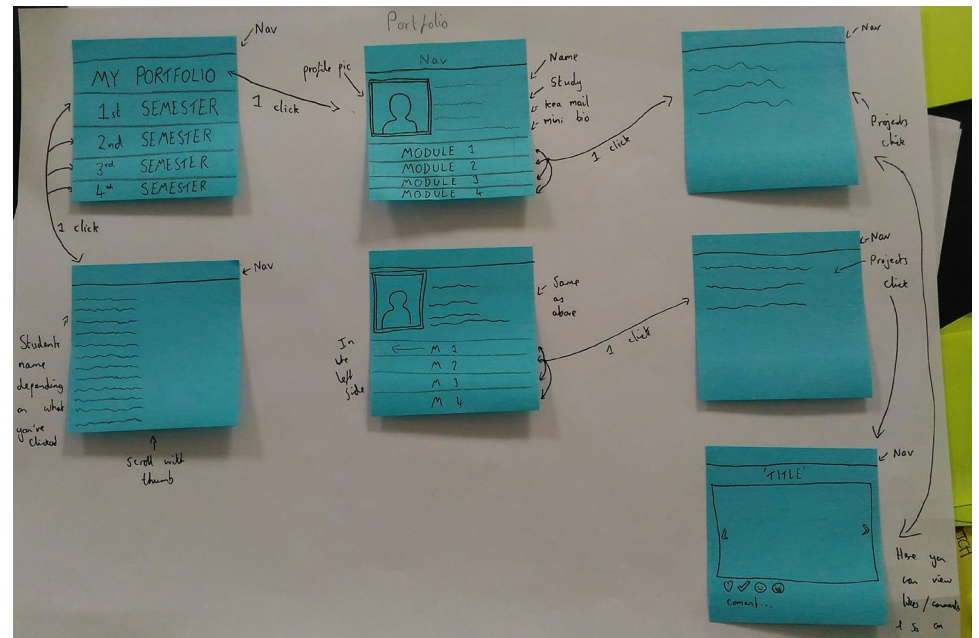 Portfolio
Nav
MY PORTFOLIO
1st SEMESTER
2nd SEMESTER
3rd SEMESTER
4th SEMESTER
1 click
1 click
profile pic
Nav
Name
Study
kea mail
mini bio
MODULE 1
MODULE 2
MODULE 3
MODULE 4
1 click
Nav
Projects
click
Nav
Students
name
depending
on what
you've
clicked
scroll with
thumb
Same
as
above
In
the
left
side
M 1
M 2
M 3
M 4
1 click
Nav
Projects
click
Nav
'TITLE'
coment...
Here you
can view
likes/comments
& so on